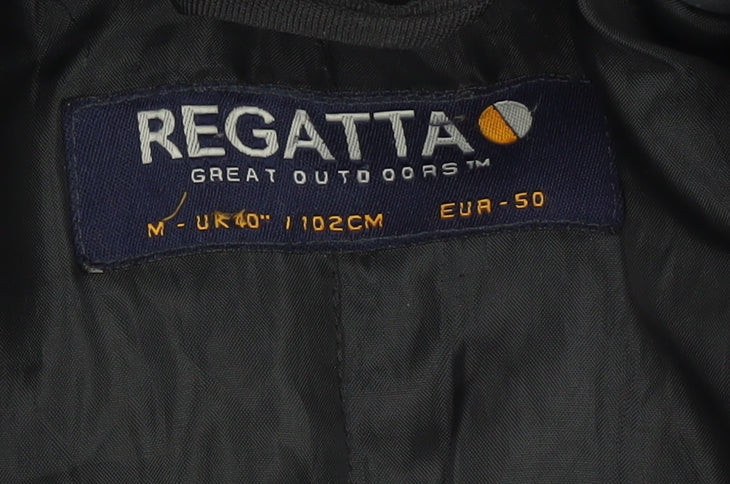 REGATTA
GREAT OUTDOORS™
M - UK 40" / 102CM EUR - 50